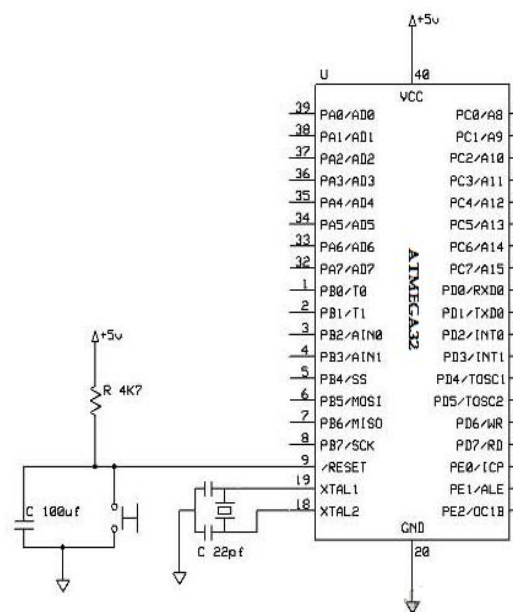 +5v
U
40
VCC
39 PA0/AD0 PC0/A8
38 PA1/AD1 PC1/A9
37 PA2/AD2 PC2/A10
36 PA3/AD3 PC3/A11
35 PA4/AD4 PC4/A12
34 PA5/AD5 PC5/A13
33 PA6/AD6 PC6/A14
32 PA7/AD7 PC7/A15
1 PB0/T0 PD0/RXD0
2 PB1/T1 PD1/TXD0
3 PB2/AIN0 PD2/INT0
4 PB3/AIN1 PD3/INT1
5 PB4/SS PD4/TOSC1
6 PB5/MOSI PD5/TOSC2
7 PB6/MISO PD6/WR
8 PB7/SCK PD7/RD
9 /RESET PE0/ICP
19 XTAL1 PE1/ALE
18 XTAL2 PE2/OC1B
GND
20
ATMEGA32
+5v
R 4K7
C 100uf
C 22pf